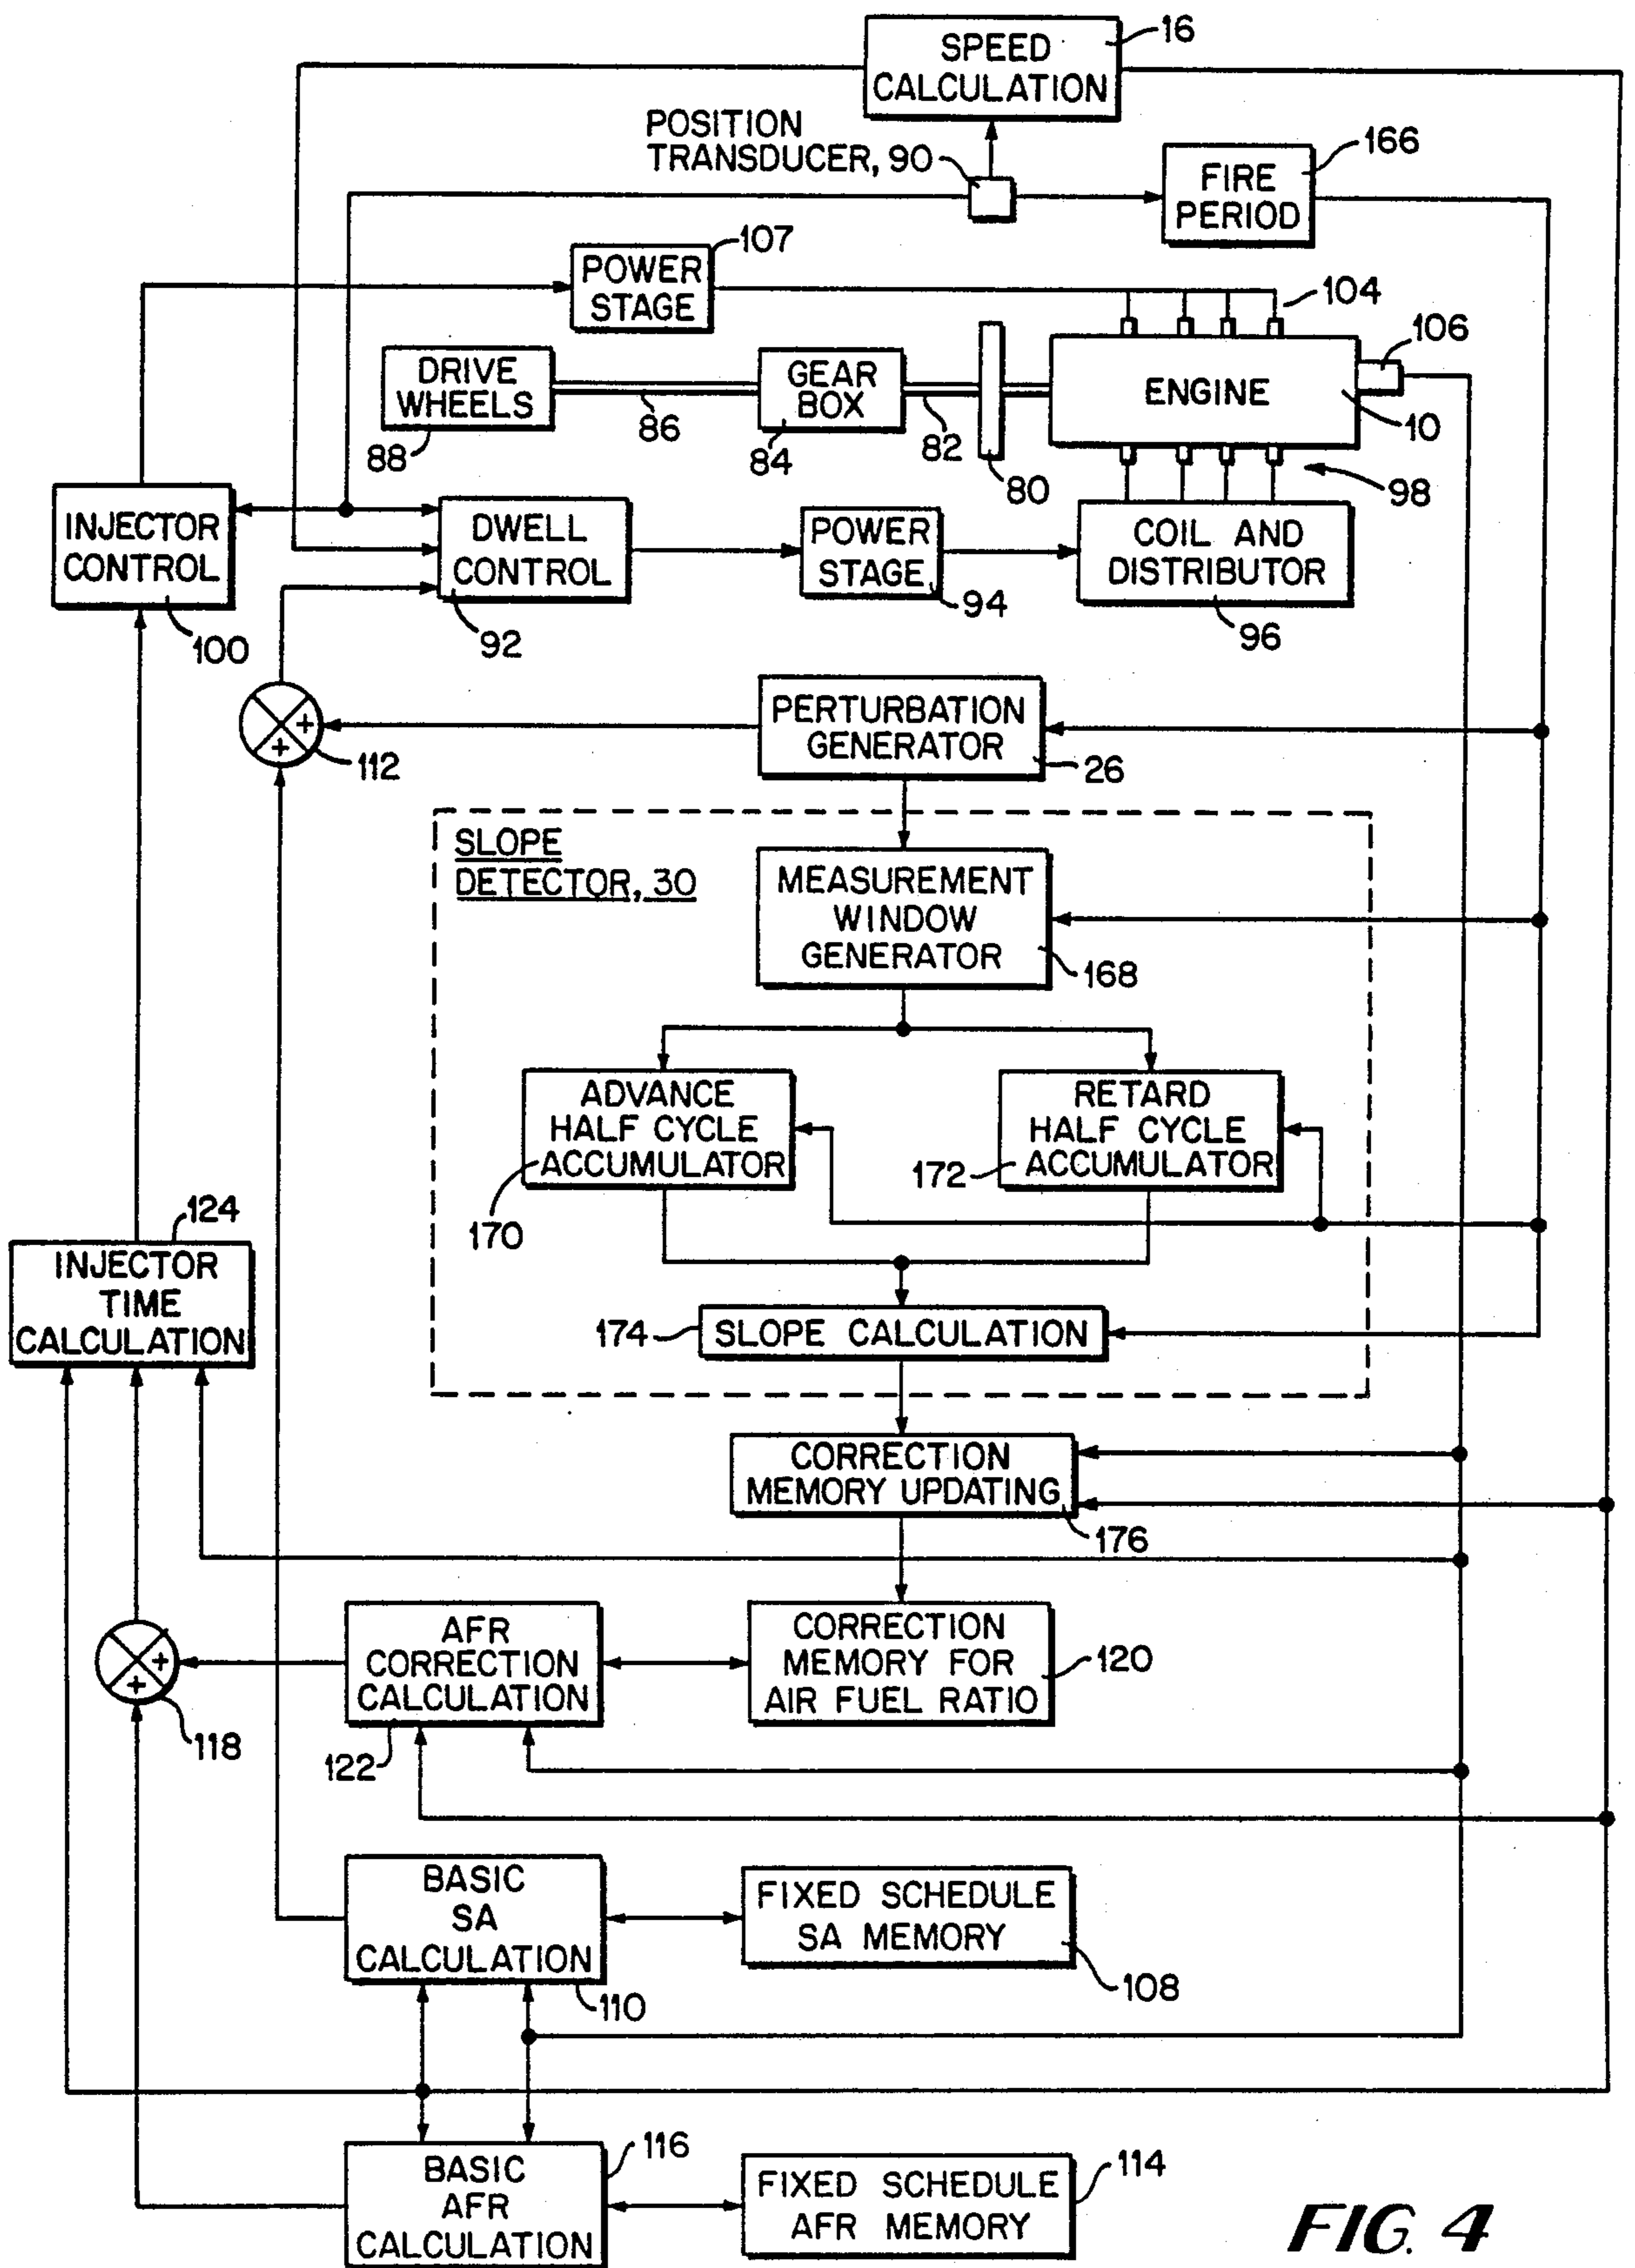 SPEED
CALCULATION
16
POSITION
TRANSDUCER, 90
FIRE
PERIOD
166
POWER
STAGE
107
104
106
DRIVE
WHEELS
88
86
GEAR
BOX
84
82
80
ENGINE
10
98
INJECTOR
CONTROL
100
DWELL
CONTROL
92
POWER
STAGE
94
COIL AND
DISTRIBUTOR
96
+
+
112
PERTURBATION
GENERATOR
26
SLOPE
DETECTOR, 30
MEASUREMENT
WINDOW
GENERATOR
168
ADVANCE
HALF CYCLE
ACCUMULATOR
170
RETARD
HALF CYCLE
ACCUMULATOR
172
124
INJECTOR
TIME
CALCULATION
174
SLOPE CALCULATION
CORRECTION
MEMORY UPDATING
176
+
+
118
AFR
CORRECTION
CALCULATION
122
CORRECTION
MEMORY FOR
AIR FUEL RATIO
120
BASIC
SA
CALCULATION
110
FIXED SCHEDULE
SA MEMORY
108
BASIC
AFR
CALCULATION
116
FIXED SCHEDULE
AFR MEMORY
114
FIG. 4